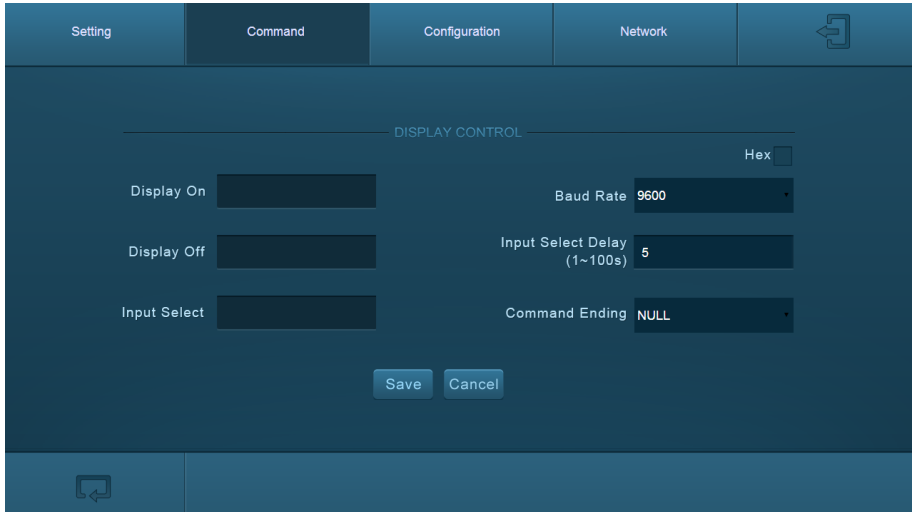 Setting Command Configuration Network
DISPLAY CONTROL
Hex
Display On
Baud Rate 9600
Display Off
Input Select Delay
(1~100s) 5
Input Select
Command Ending NULL
Save Cancel